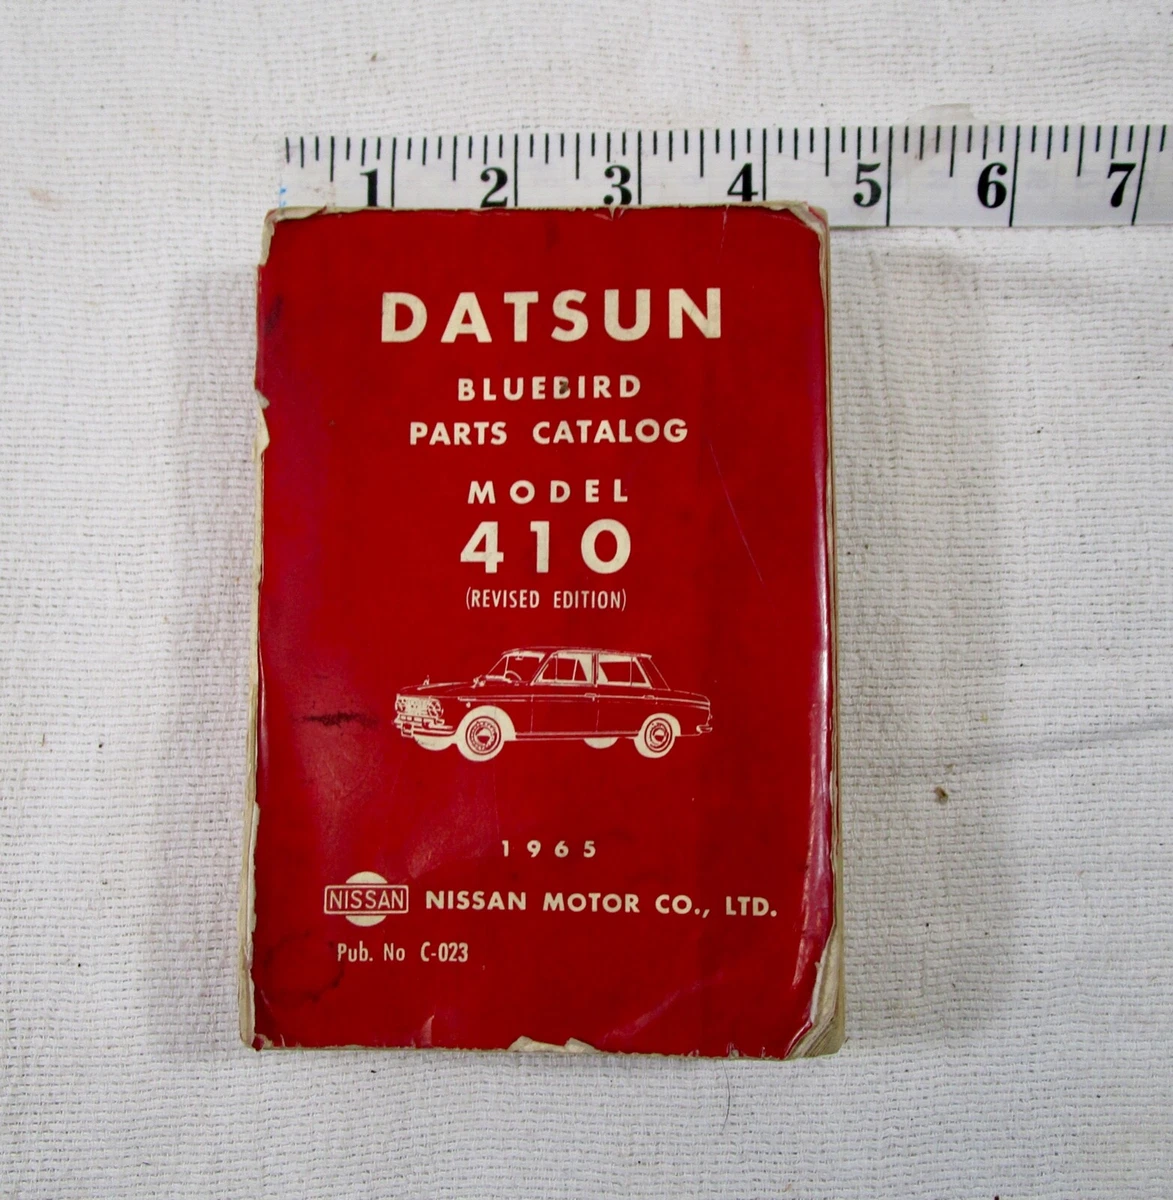 1 2 3 4 5 6 7
DATSUN
BLUEBIRD
PARTS CATALOG
MODEL
410
(REVISED EDITION)
1965
NISSAN NISSAN MOTOR CO., LTD.
Pub. No C-023